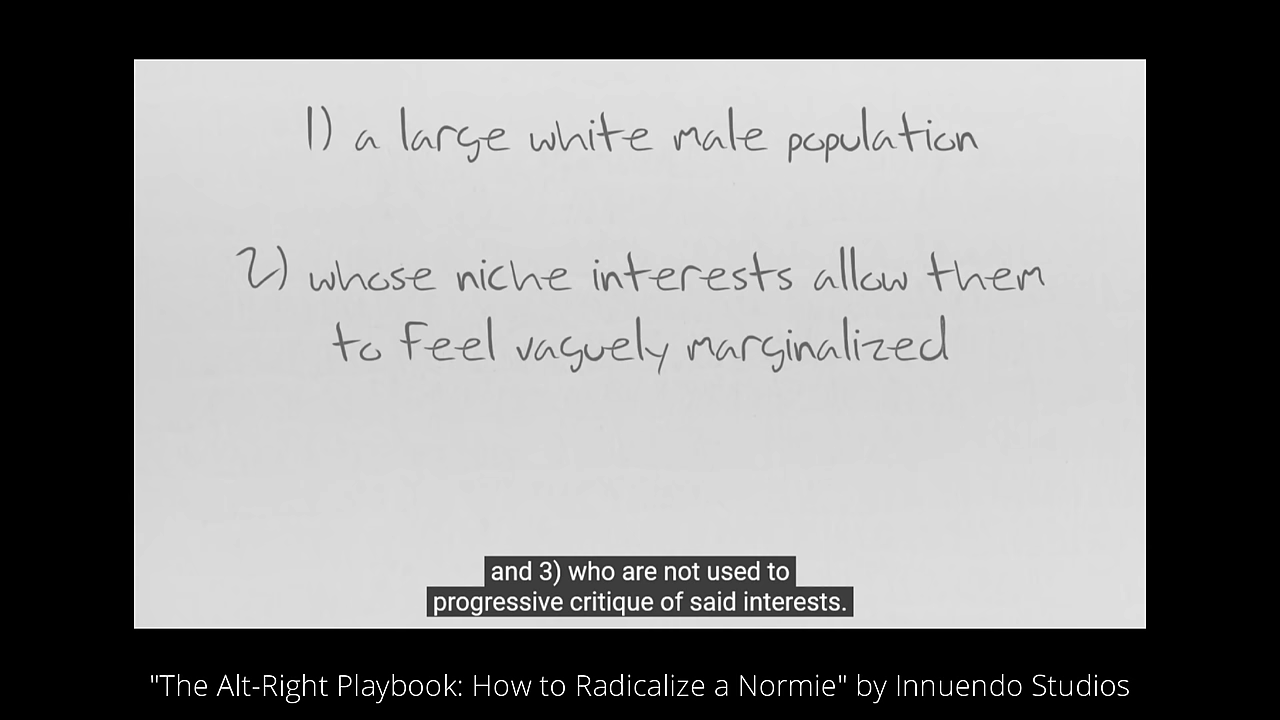 1) a large white male population
2) whose niche interests allow them
to feel vaguely marginalized
and 3) who are not used to
progressive critique of said interests.
"The Alt-Right Playbook: How to Radicalize a Normie" by Innuendo Studios